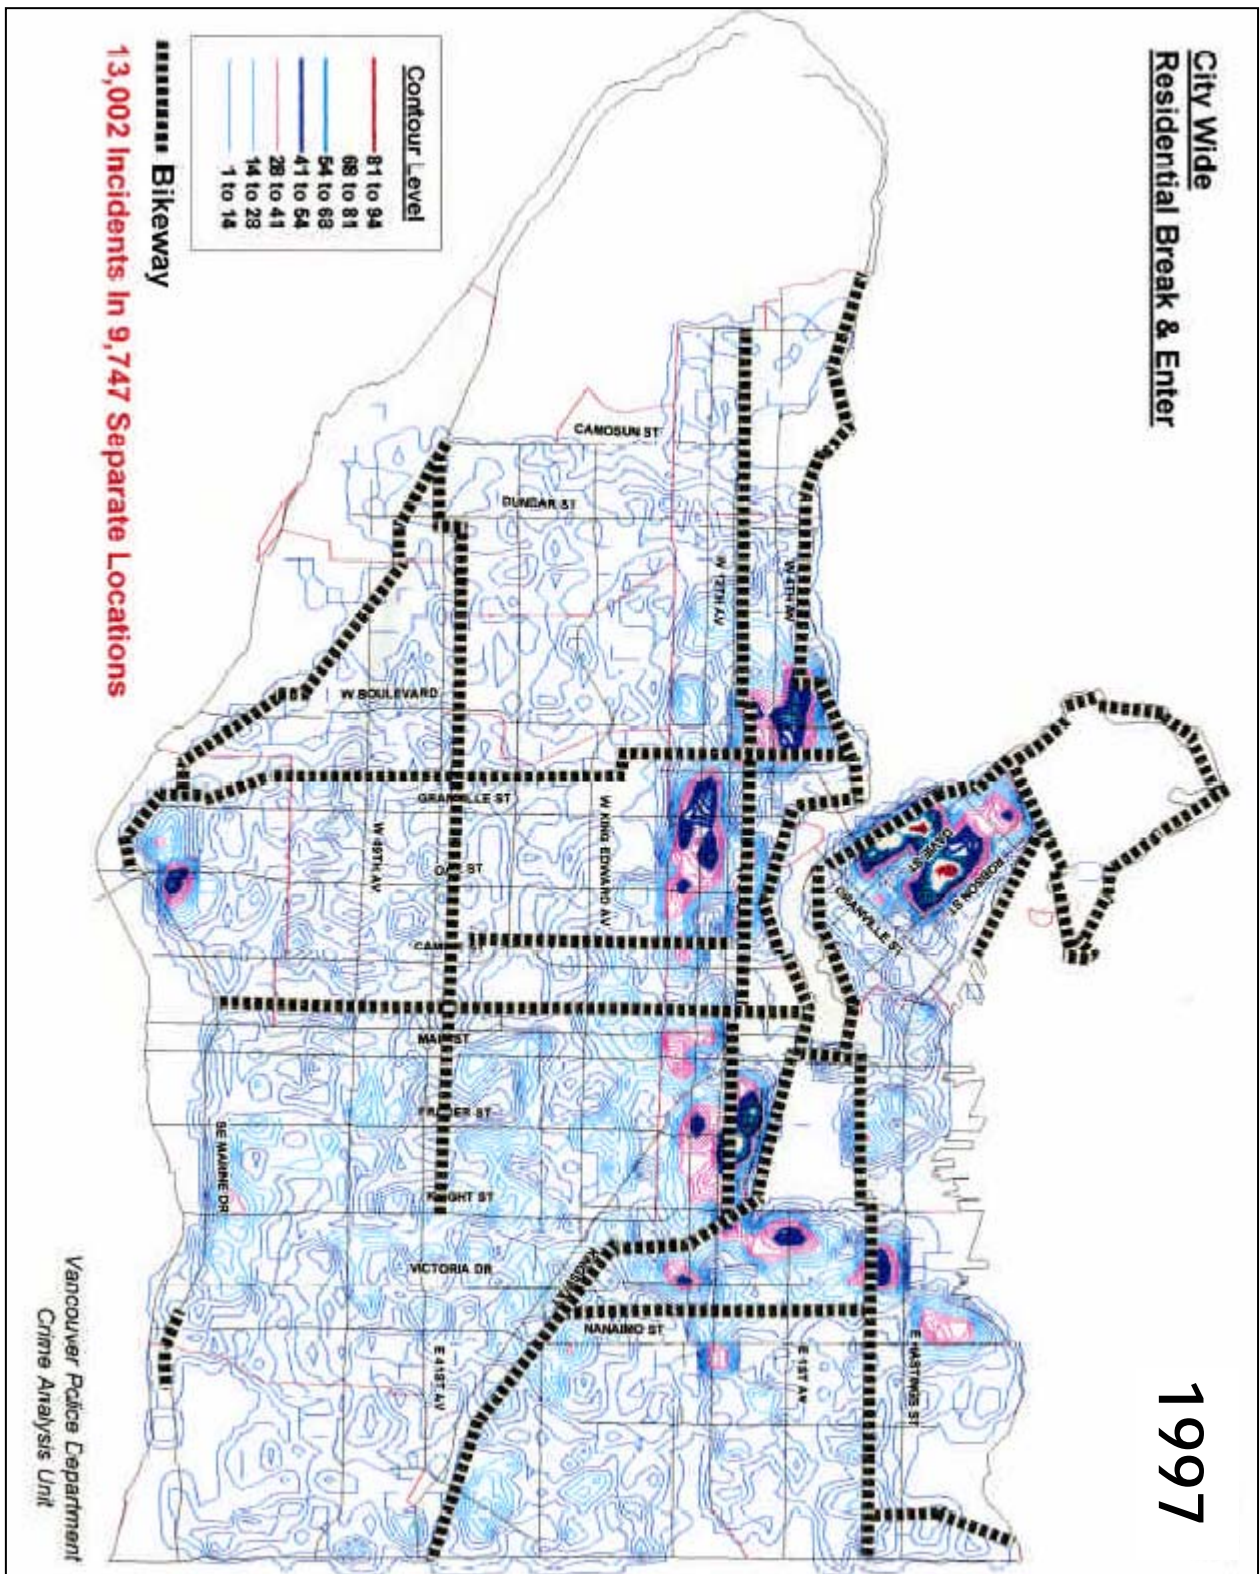 City Wide
Residential Break & Enter
1997
Contour Level
81 to 94
68 to 81
54 to 68
41 to 54
28 to 41
14 to 28
1 to 14
Bikeway
13,002 Incidents In 9,747 Separate Locations
CAMOSUN ST
DUNBAR ST
W 12TH AV
W 4TH AV
W BOULEVARD
GRANVILLE ST
W KING EDWARD AV
W 49TH AV
OAK ST
DAVIE ST
ROBSON ST
GRANVILLE ST
MAIN ST
FRASER ST
SE MARINE DR
KNIGHT ST
VICTORIA DR
KINGSWAY
NANAIMO ST
E 41ST AV
E 1ST AV
E HASTINGS ST
Vancouver Police Department
Crime Analysis Unit